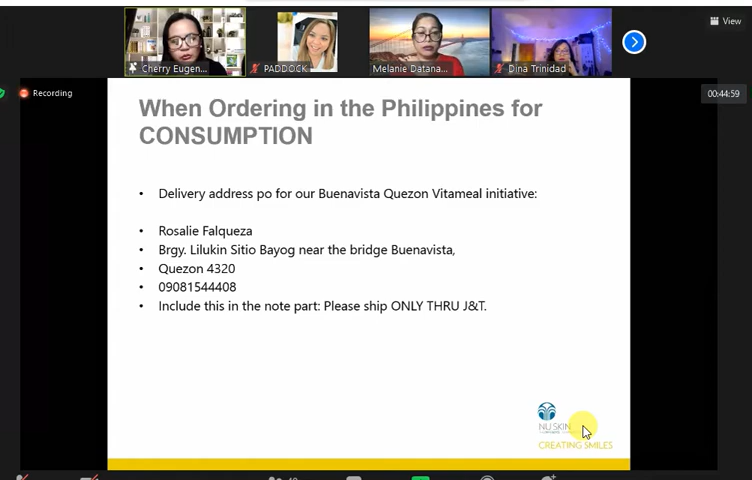 View
Cherry Eugen...
PADDOCK
Melanie Datana...
Dina Trinidad
Recording
00:44:59
When Ordering in the Philippines for
CONSUMPTION
• Delivery address po for our Buenavista Quezon Vitameal initiative:
• Rosalie Falqueza
• Brgy. Lilukin Sitio Bayog near the bridge Buenavista,
• Quezon 4320
• 09081544408
• Include this in the note part: Please ship ONLY THRU J&T.
NU SKIN
CREATING SMILES